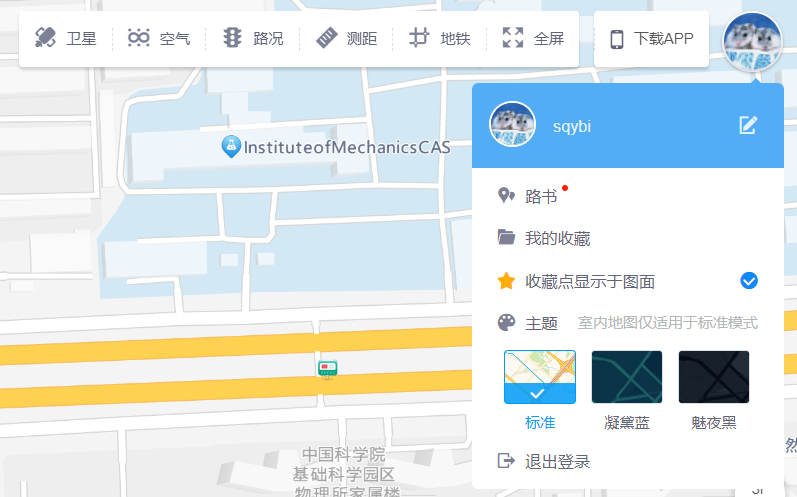 卫星 空气 路况 测距 地铁 全屏 下载APP
sqybi
InstituteofMechanicsCAS
路书
我的收藏
收藏点显示于图面
主题 室内地图仅适用于标准模式
标准 凝黛蓝 魅夜黑
然
中国科学院
退出登录
基础科学园区
物理所家属楼